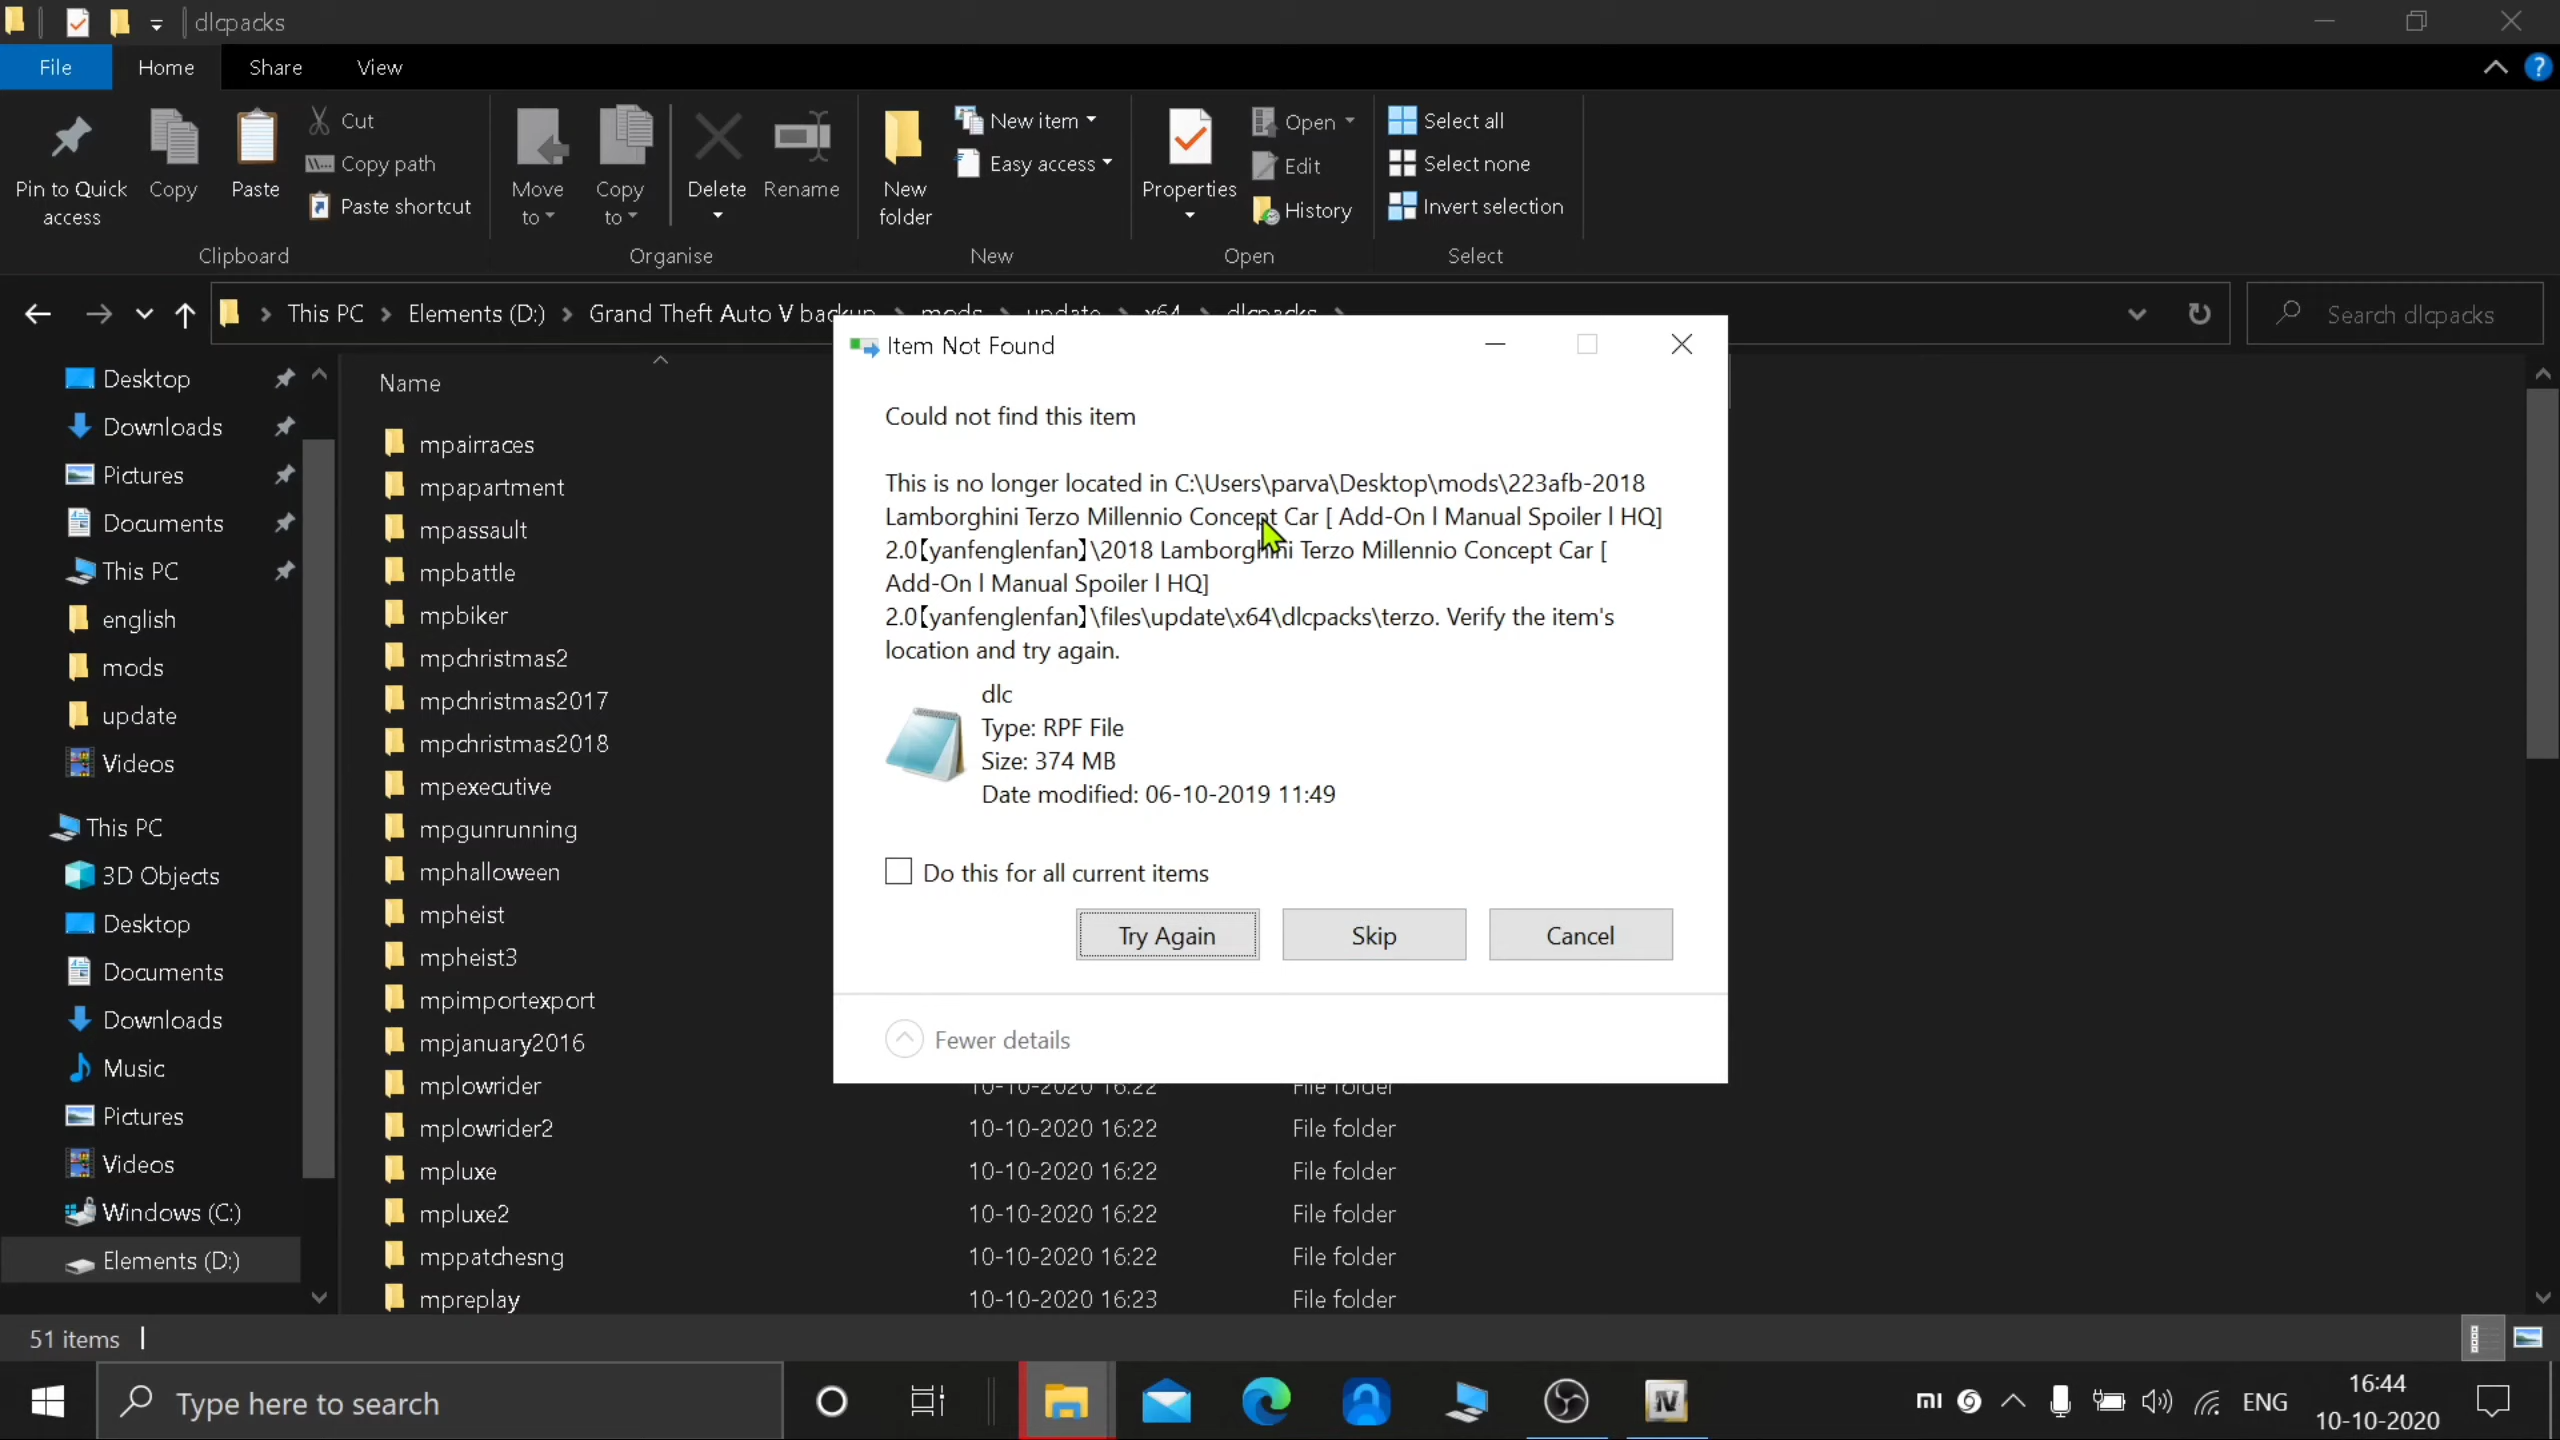 dlcpacks
File Home Share View
Pin to Quick access
Copy
Paste
Cut
Copy path
Paste shortcut
Clipboard
Move to
Copy to
Delete
Rename
Organise
New folder
New item
Easy access
New
Properties
Open
Edit
History
Open
Select all
Select none
Invert selection
Select
This PC > Elements (D:) > Grand Theft Auto V backup > mods > update > x64 > dlcpacks >
Search dlcpacks
Desktop
Downloads
Pictures
Documents
This PC
english
mods
update
Videos
This PC
3D Objects
Desktop
Documents
Downloads
Music
Pictures
Videos
Windows (C:)
Elements (D:)
Name
mpairraces
mpapartment
mpassault
mpbattle
mpbiker
mpchristmas2
mpchristmas2017
mpchristmas2018
mpexecutive
mpgunrunning
mphalloween
mpheist
mpheist3
mpimportexport
mpjanuary2016
mplowrider 10-10-2020 16:22 File folder
mplowrider2 10-10-2020 16:22 File folder
mpluxe 10-10-2020 16:22 File folder
mpluxe2 10-10-2020 16:22 File folder
mppatchesng 10-10-2020 16:22 File folder
mpreplay 10-10-2020 16:23 File folder
Item Not Found
Could not find this item
This is no longer located in C:\Users\parva\Desktop\mods\223afb-2018
Lamborghini Terzo Millennio Concept Car [ Add-On l Manual Spoiler l HQ]
2.0【yanfenglenfan】\2018 Lamborghini Terzo Millennio Concept Car [
Add-On l Manual Spoiler l HQ]
2.0【yanfenglenfan】\files\update\x64\dlcpacks\terzo. Verify the item's
location and try again.
dlc
Type: RPF File
Size: 374 MB
Date modified: 06-10-2019 11:49
Do this for all current items
Try Again Skip Cancel
Fewer details
51 items
Type here to search
ENG
16:44
10-10-2020